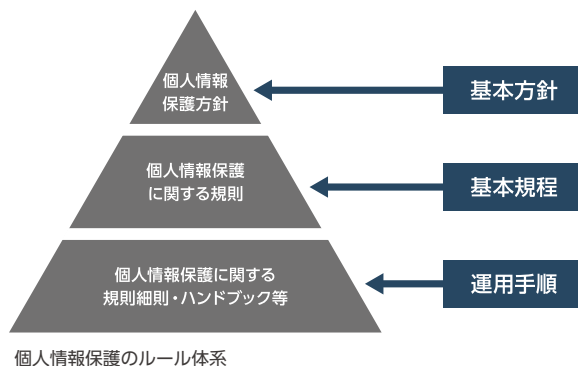 個人情報
保護方針
基本方針
個人情報保護
に関する規則
基本規程
個人情報保護に関する
規則細則・ハンドブック等
運用手順
個人情報保護のルール体系